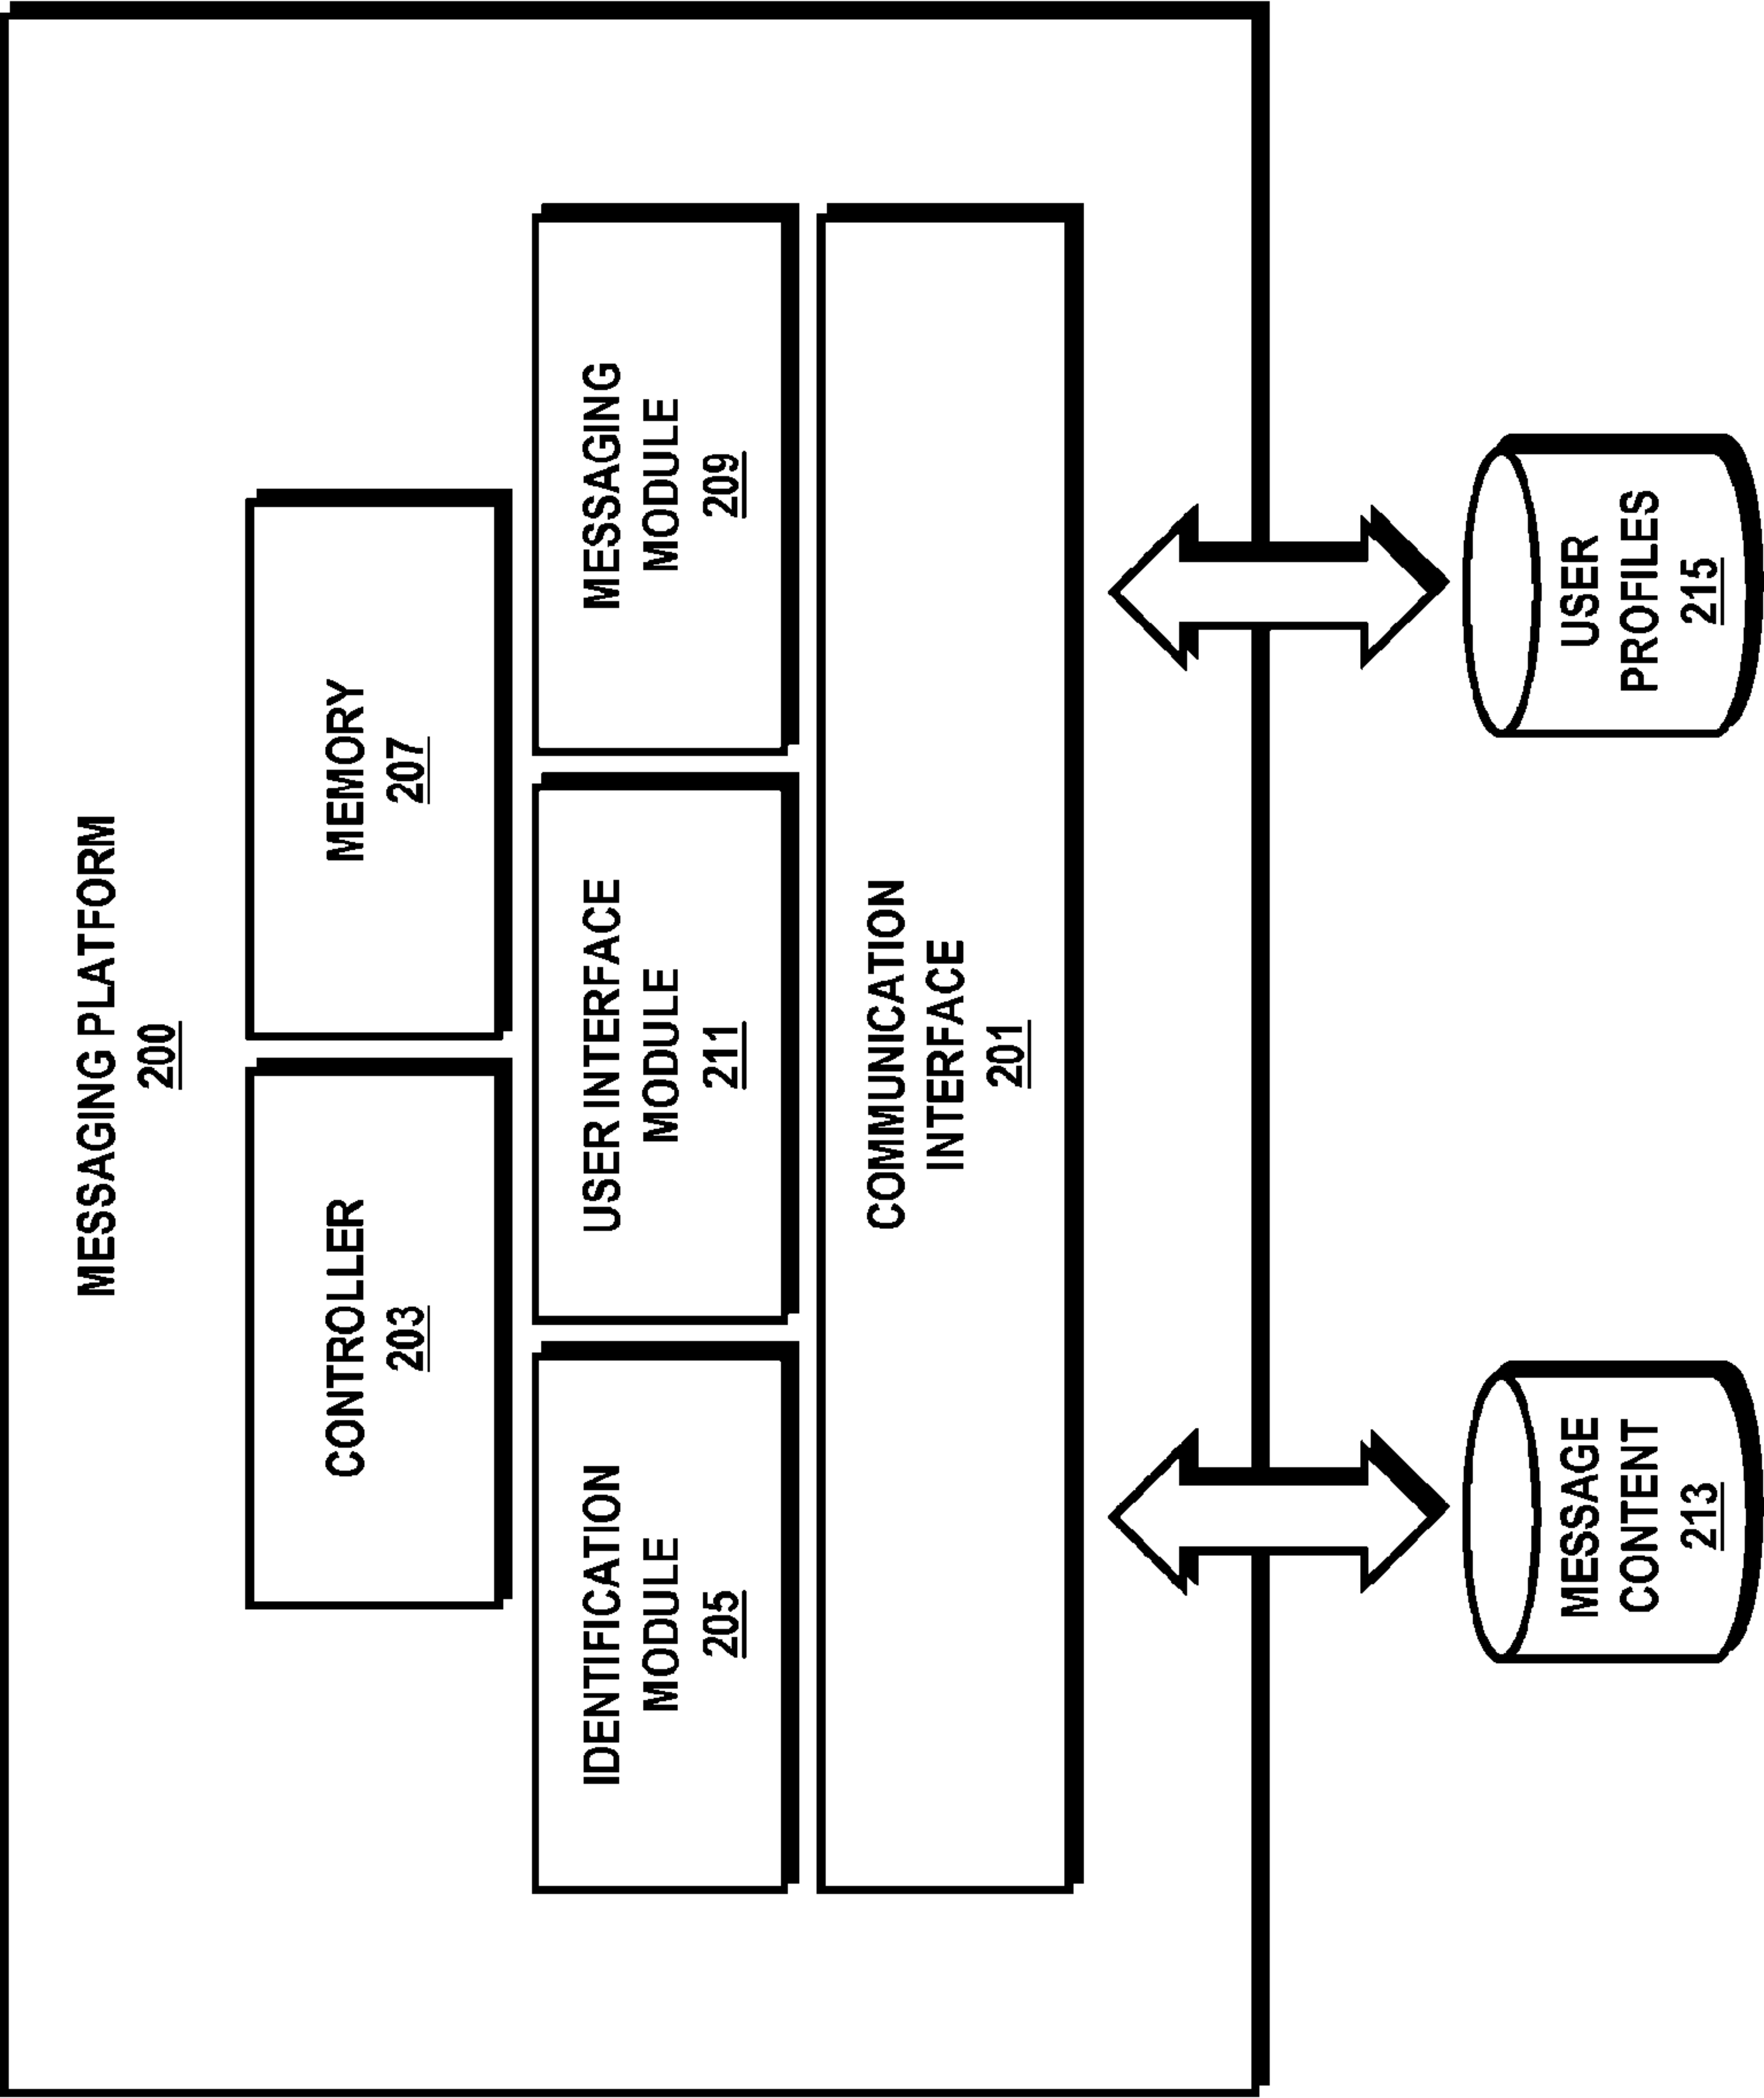 MESSAGING PLATFORM
200
CONTROLLER
203
MEMORY
207
IDENTIFICATION
MODULE
205
USER INTERFACE
MODULE
211
MESSAGING
MODULE
209
COMMUNICATION
INTERFACE
201
MESSAGE
CONTENT
213
USER
PROFILES
215